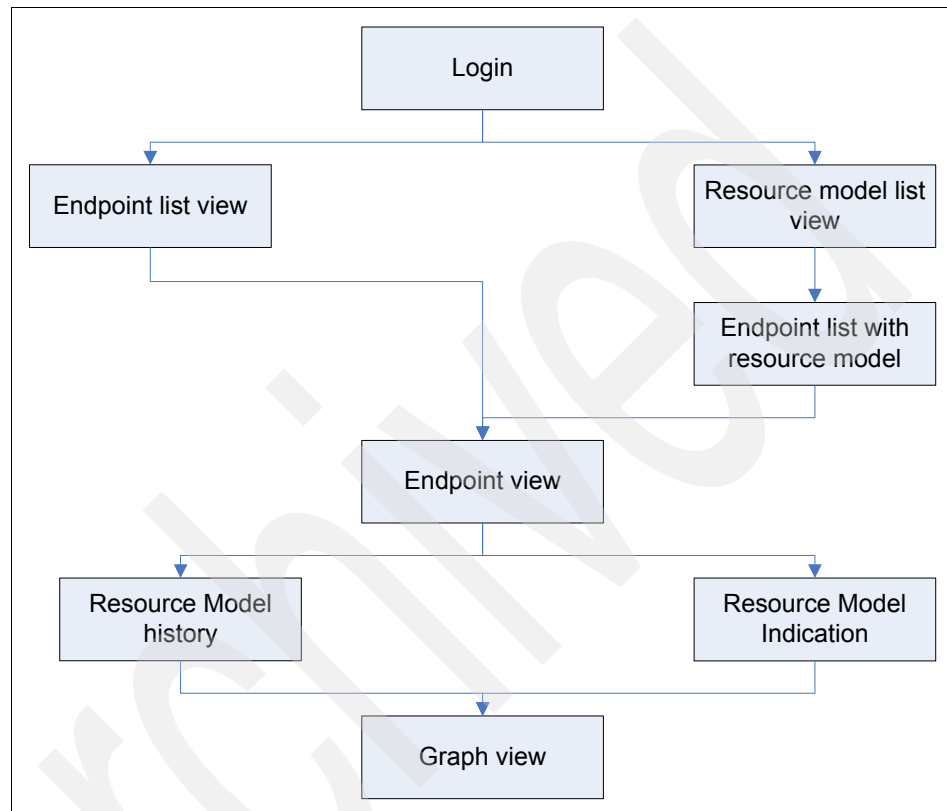 Login
Endpoint list view
Resource model list
view
Endpoint list with
resource model
Endpoint view
Resource Model
history
Resource Model
Indication
Graph view
rchived